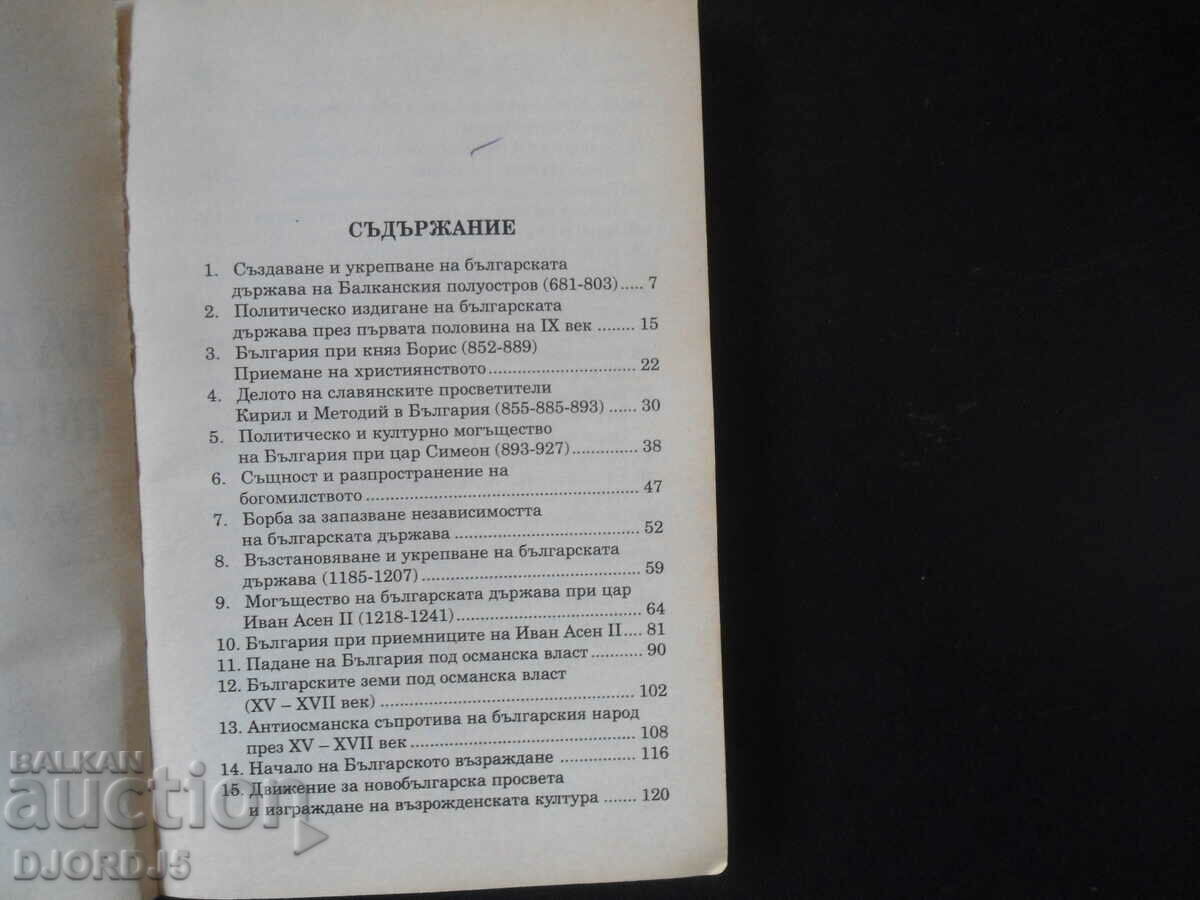 СЪДЪРЖАНИЕ
1. Създаване и укрепване на българската
държава на Балканския полуостров (681-803)..... 7
2. Политическо издигане на българската
държава през първата половина на IX век ........ 15
3. България при княз Борис (852-889)
Приемане на християнството................................ 22
4. Делото на славянските просветители
Кирил и Методий в България (855-885-893) ...... 30
5. Политическо и културно могъщество
на България при цар Симеон (893-927).............. 38
6. Същност и разпространение на
богомилството.......................................................... 47
7. Борба за запазване независимостта
на българската държава...................................... 52
8. Възстановяване и укрепване на българската
държава (1185-1207)............................................. 59
9. Могъщество на българската държава при цар
Иван Асен II (1218-1241)...................................... 64
10. България при приемниците на Иван Асен II.... 81
11. Падане на България под османска власт........... 90
12. Българските земи под османска власт
(XV – XVII век) ................................................... 102
13. Антиосманска съпротива на българския народ
през XV – XVII век.............................................. 108
14. Начало на Българското възраждане ................ 116
15. Движение за новобългарска просвета
и изграждане на възрожденската култура ....... 120
BALKAN
auction
DJORDJ5